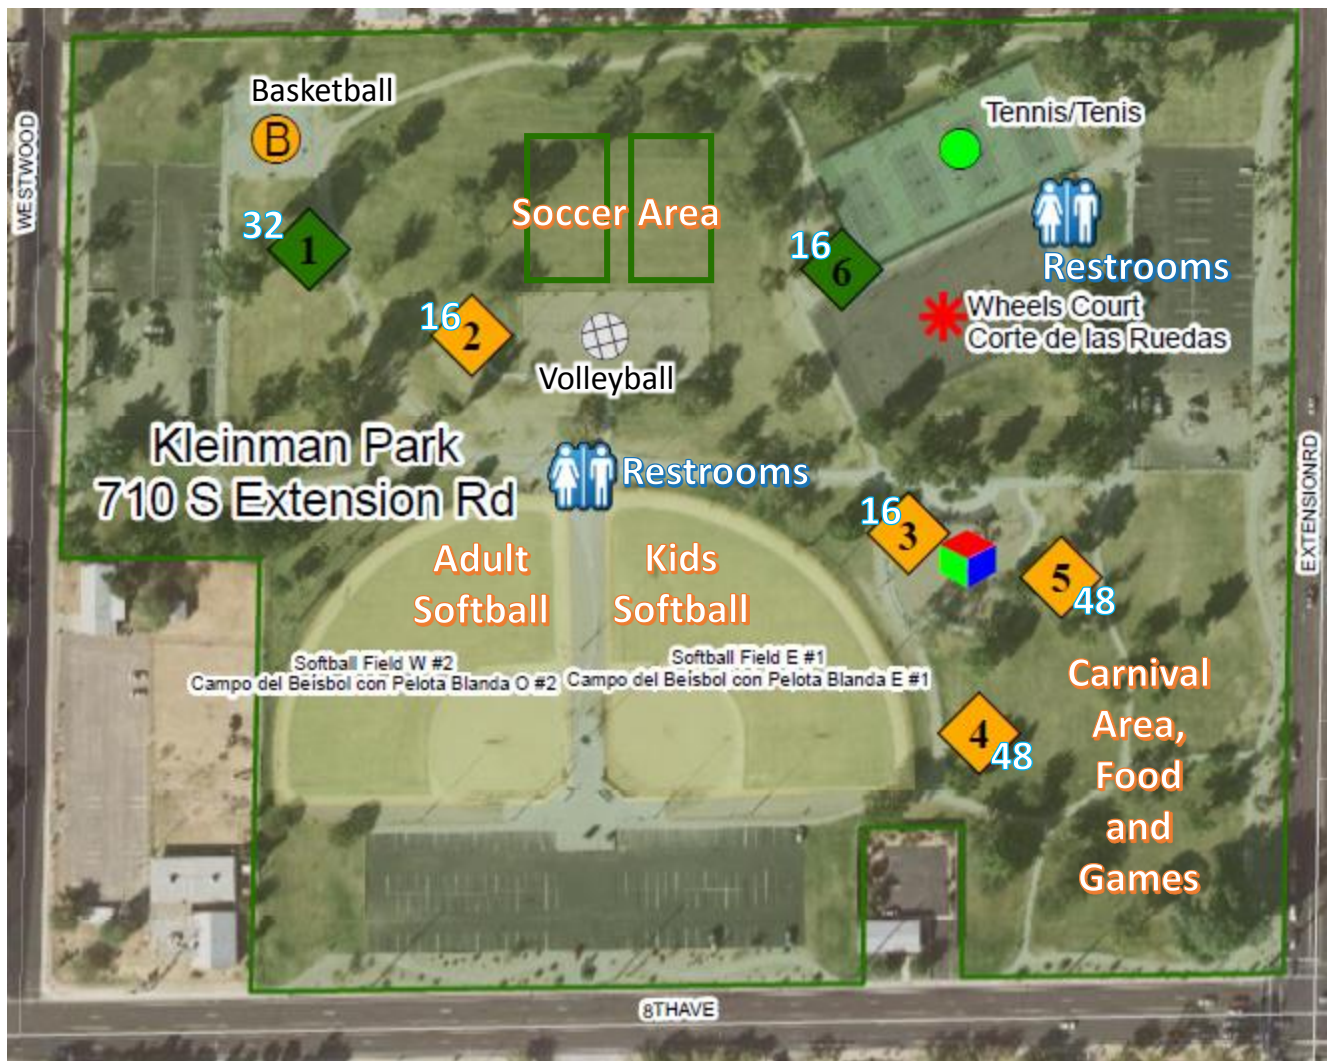 Basketball
B
Tennis/Tenis
WESTWOOD
32
1
Soccer Area
16
6
Restrooms
16
2
Wheels Court
Corte de las Ruedas
Volleyball
Kleinman Park
710 S Extension Rd
Restrooms
EXTENSIONRD
16
3
5
48
Adult
Softball
Kids
Softball
Softball Field W #2
Campo del Beisbol con Pelota Blanda O #2
Softball Field E #1
Campo del Beisbol con Pelota Blanda E #1
4
48
Carnival
Area,
Food
and
Games
8THAVE